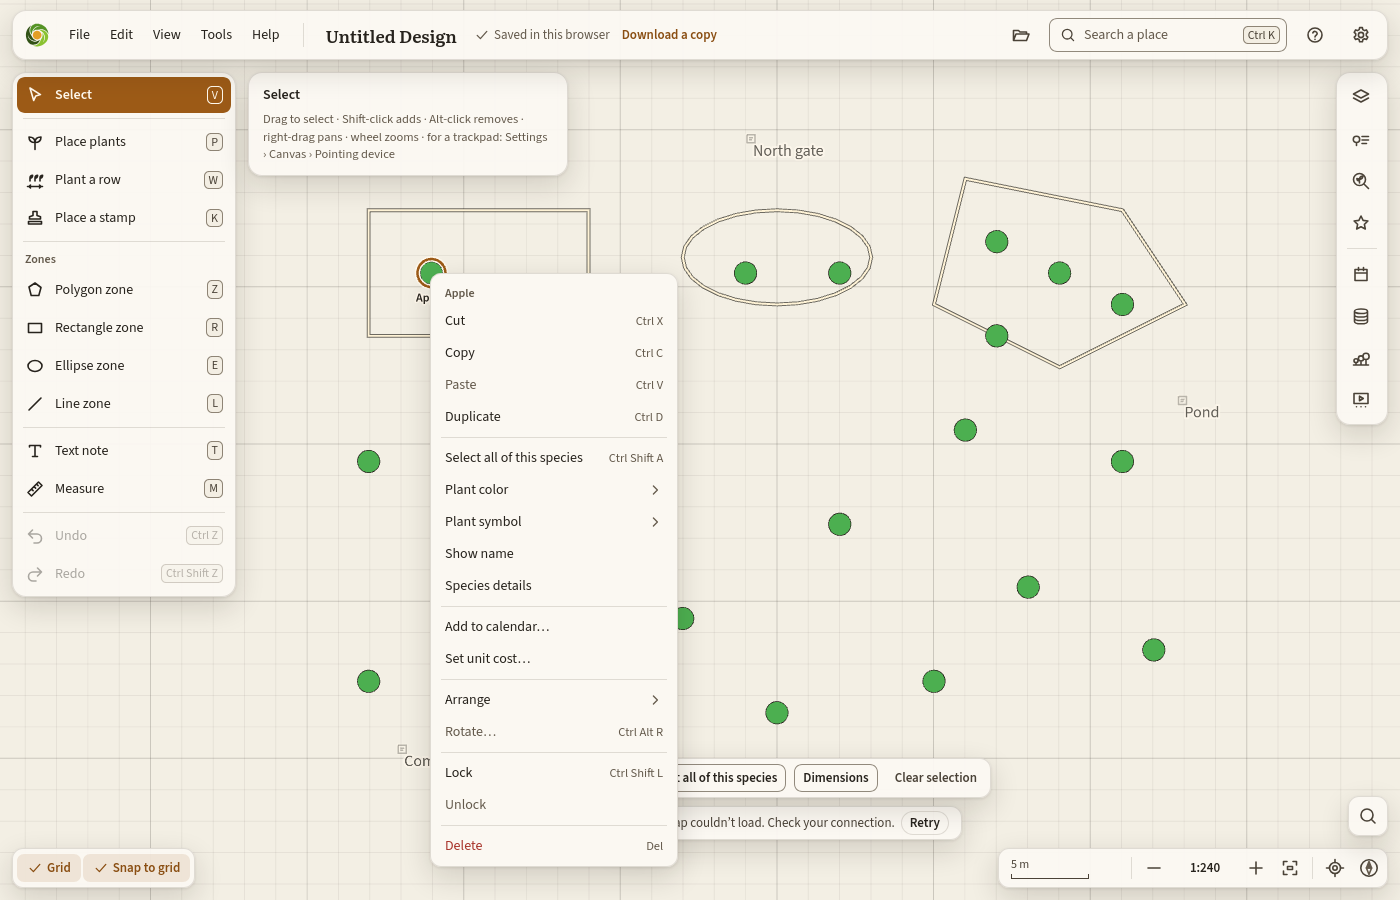 File Edit View Tools Help
Untitled Design
Saved in this browser
Download a copy
Search a place
Ctrl K
Select V
Place plants P
Plant a row W
Place a stamp K
Zones
Polygon zone Z
Rectangle zone R
Ellipse zone E
Line zone L
Text note T
Measure M
Undo Ctrl Z
Redo Ctrl Shift Z
Select
Drag to select · Shift-click adds · Alt-click removes ·
right-drag pans · wheel zooms · for a trackpad: Settings
› Canvas › Pointing device
North gate
Pond
Apple
Cut Ctrl X
Copy Ctrl C
Paste Ctrl V
Duplicate Ctrl D
Select all of this species Ctrl Shift A
Plant color
Plant symbol
Show name
Species details
Add to calendar…
Set unit cost…
Arrange
Rotate… Ctrl Alt R
Lock Ctrl Shift L
Unlock
Delete Del
all of this species
Dimensions
Clear selection
couldn't load. Check your connection.
Retry
Grid
Snap to grid
5 m
1:240